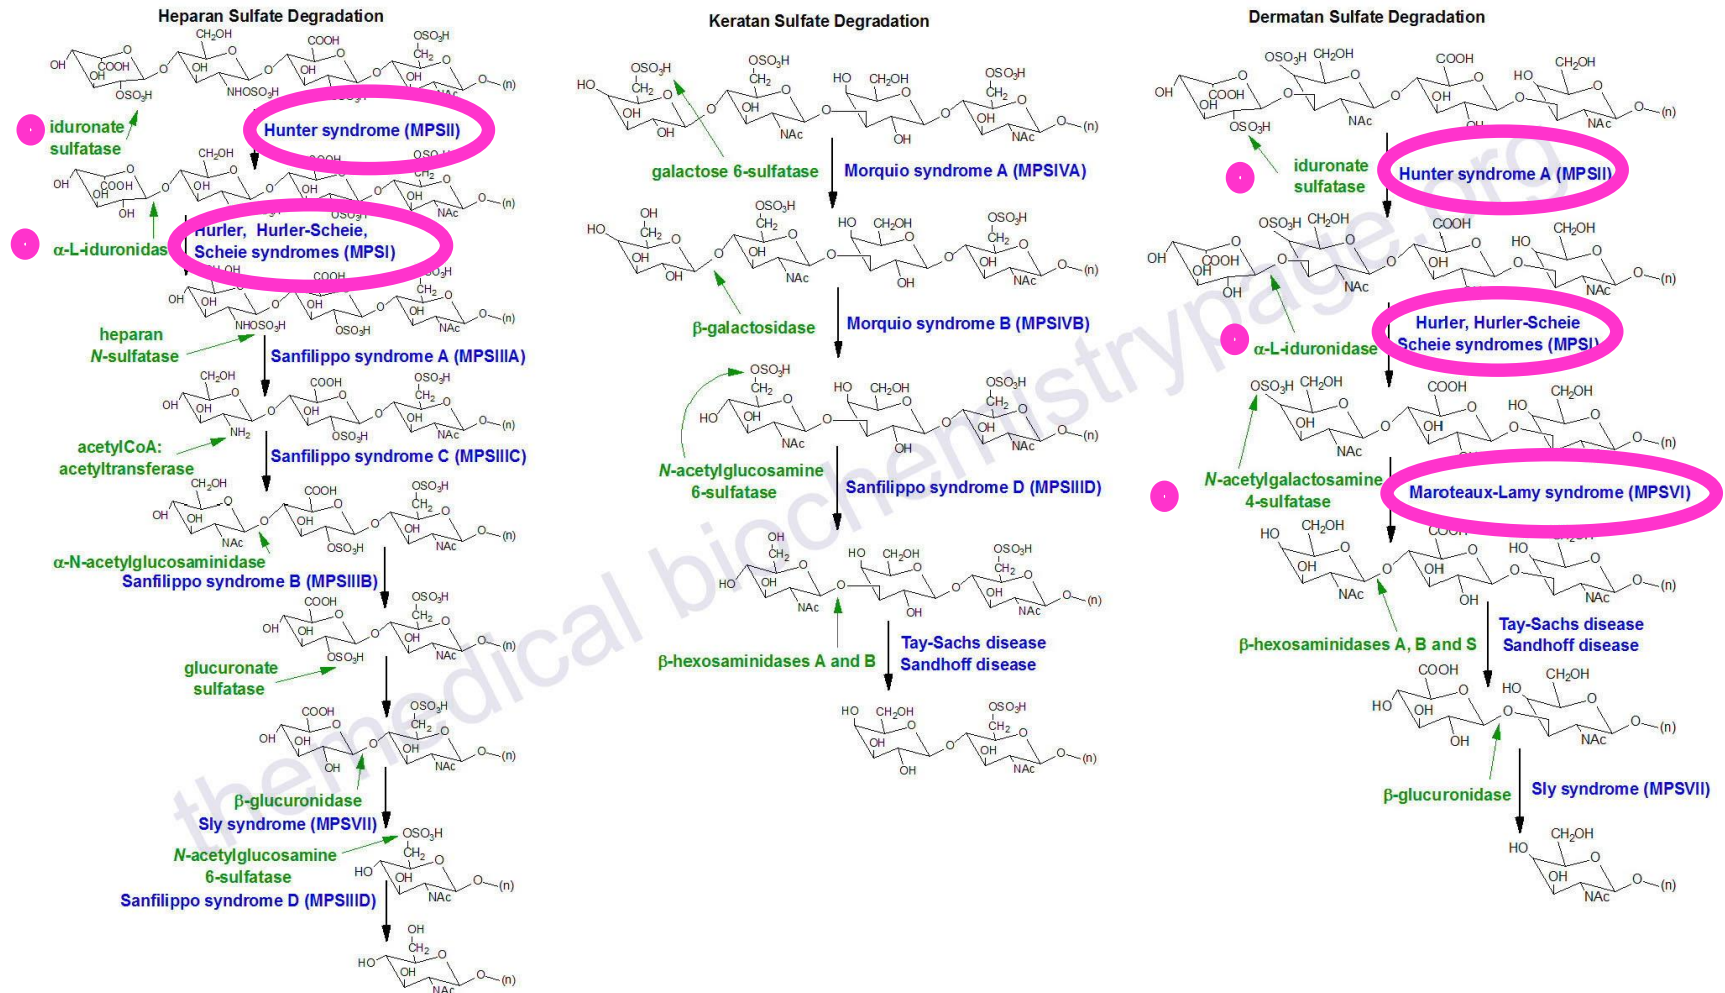 Heparan Sulfate Degradation
iduronate
sulfatase
Hunter syndrome (MPSII)
α-L-iduronidase
Hurler, Hurler-Scheie,
Scheie syndromes (MPSI)
heparan
N-sulfatase
Sanfilippo syndrome A (MPSIIIA)
acetylCoA:
acetyltransferase
Sanfilippo syndrome C (MPSIIIC)
α-N-acetylglucosaminidase
Sanfilippo syndrome B (MPSIIIB)
glucuronate
sulfatase
β-glucuronidase
Sly syndrome (MPSVII)
N-acetylglucosamine
6-sulfatase
Sanfilippo syndrome D (MPSIIID)
Keratan Sulfate Degradation
galactose 6-sulfatase
Morquio syndrome A (MPSIVA)
β-galactosidase
Morquio syndrome B (MPSIVB)
N-acetylglucosamine
6-sulfatase
Sanfilippo syndrome D (MPSIIID)
β-hexosaminidases A and B
Tay-Sachs disease
Sandhoff disease
Dermatan Sulfate Degradation
iduronate
sulfatase
Hunter syndrome A (MPSII)
α-L-iduronidase
Hurler, Hurler-Scheie
Scheie syndromes (MPSI)
N-acetylgalactosamine
4-sulfatase
Maroteaux-Lamy syndrome (MPSVI)
β-hexosaminidases A, B and S
Tay-Sachs disease
Sandhoff disease
β-glucuronidase
Sly syndrome (MPSVII)
themedical biochemistrypage.org